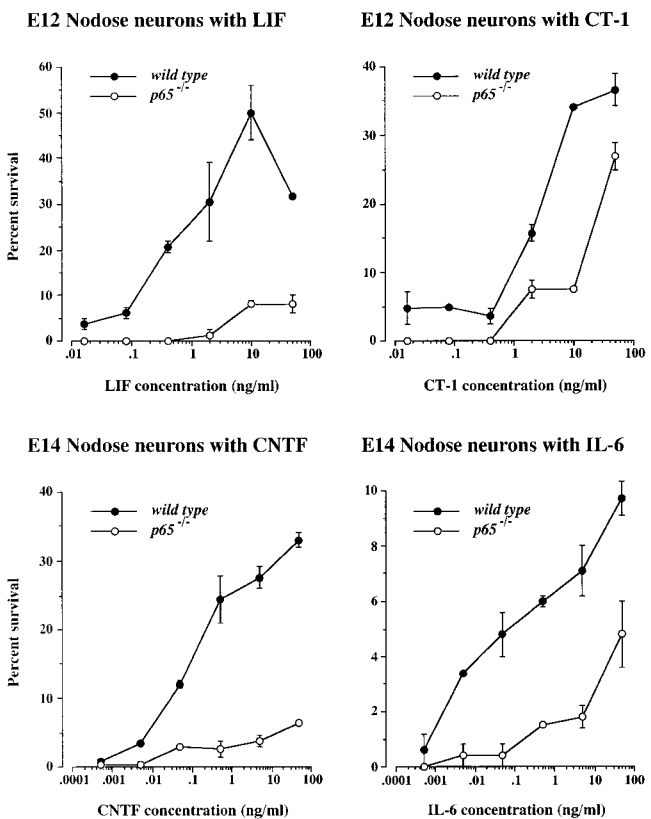 E12 Nodose neurons with LIF
E12 Nodose neurons with CT-1
Percent survival
60
50
40
30
20
10
0
wild type
p65 -/-
.01
.1
1
10
100
LIF concentration (ng/ml)
40
30
20
10
0
wild type
p65 -/-
.01
.1
1
10
100
CT-1 concentration (ng/ml)
E14 Nodose neurons with CNTF
E14 Nodose neurons with IL-6
Percent survival
40
30
20
10
0
wild type
p65 -/-
.0001
.001
.01
.1
1
10
100
CNTF concentration (ng/ml)
10
8
6
4
2
0
wild type
p65 -/-
.0001
.001
.01
.1
1
10
100
IL-6 concentration (ng/ml)